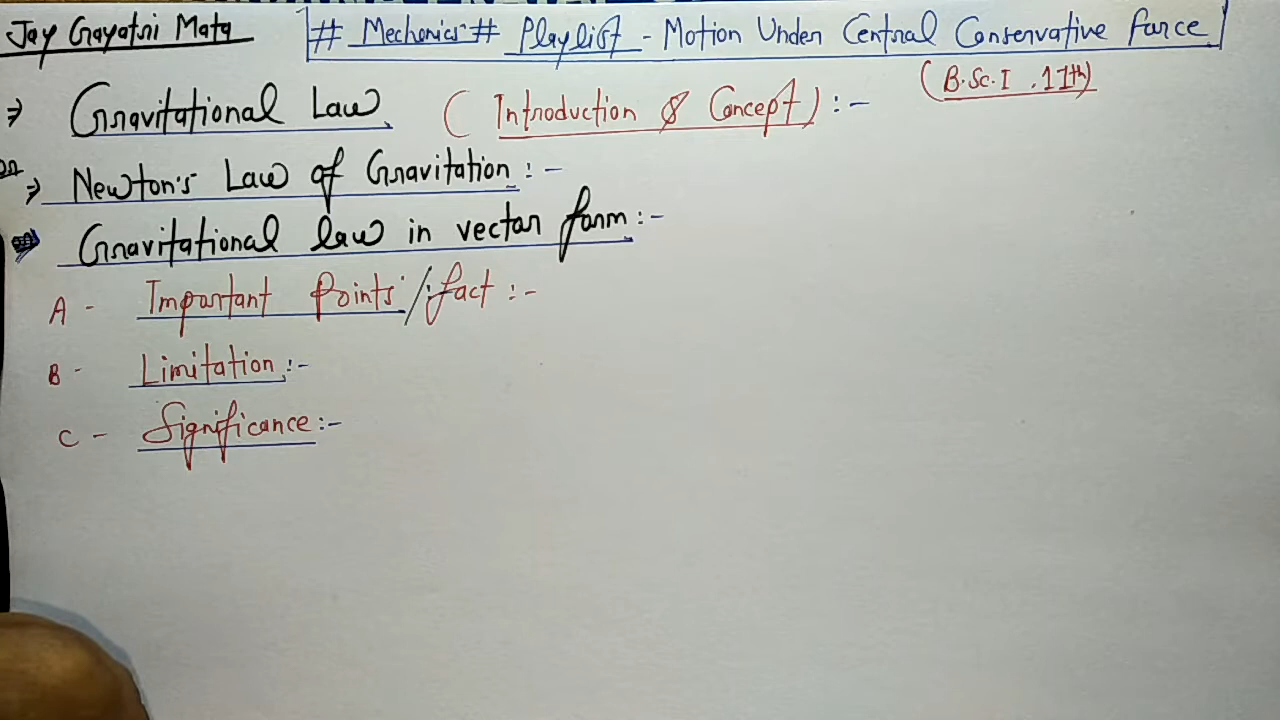 Jay Gayatri Mata # Mechanics # Playlist - Motion Under Central Conservative Force
(B.Sc.I , 11th)
⇒ Gravitational Law ( Introduction & Concept ) :-
⇒ Newton's Law of Gravitation :-
Gravitational law in vector form :-
A - Important Points / fact :-
B - Limitation :-
C - Significance :-